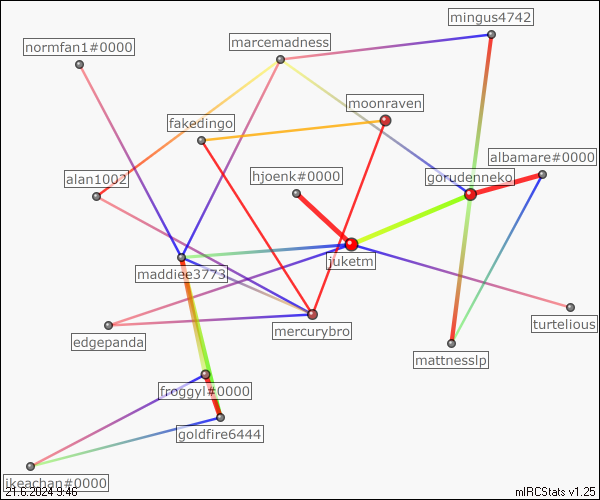 mingus4742
marcemadness
normfan1#0000
moonraven
fakedingo
albamare#0000
hjoenk#0000
gorudenneko
alan1002
juketm
maddiee3773
turtelious
mercurybro
edgepanda
mattnesslp
froggyl#0000
goldfire6444
ikeachan#0000
21.6.2024 9:46
mIRCStats v1.25